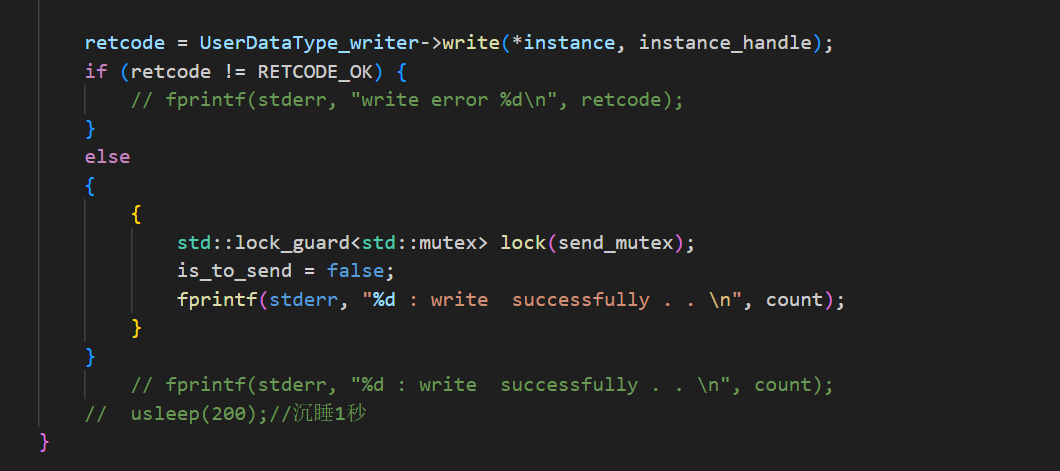 retcode = UserDataType_writer->write(*instance, instance_handle);
if (retcode != RETCODE_OK) {
// fprintf(stderr, "write error %d\n", retcode);
}
else
{
{
std::lock_guard<std::mutex> lock(send_mutex);
is_to_send = false;
fprintf(stderr, "%d : write  successfully . . \n", count);
}
}
// fprintf(stderr, "%d : write  successfully . . \n", count);
//  usleep(200);//沉睡1秒
}